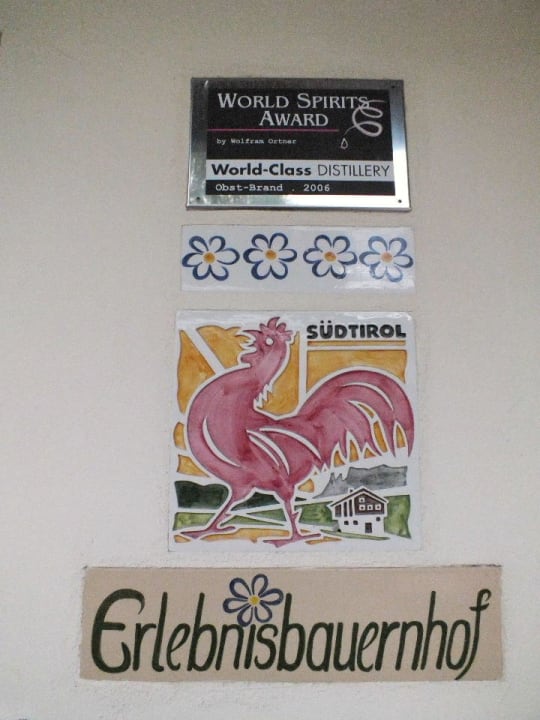 WORLD SPIRITS
AWARD
by Wolfram Ortner
World-Class DISTILLERY
Obst-Brand . 2006
SÜDTIROL
Erlebnisbauernhof